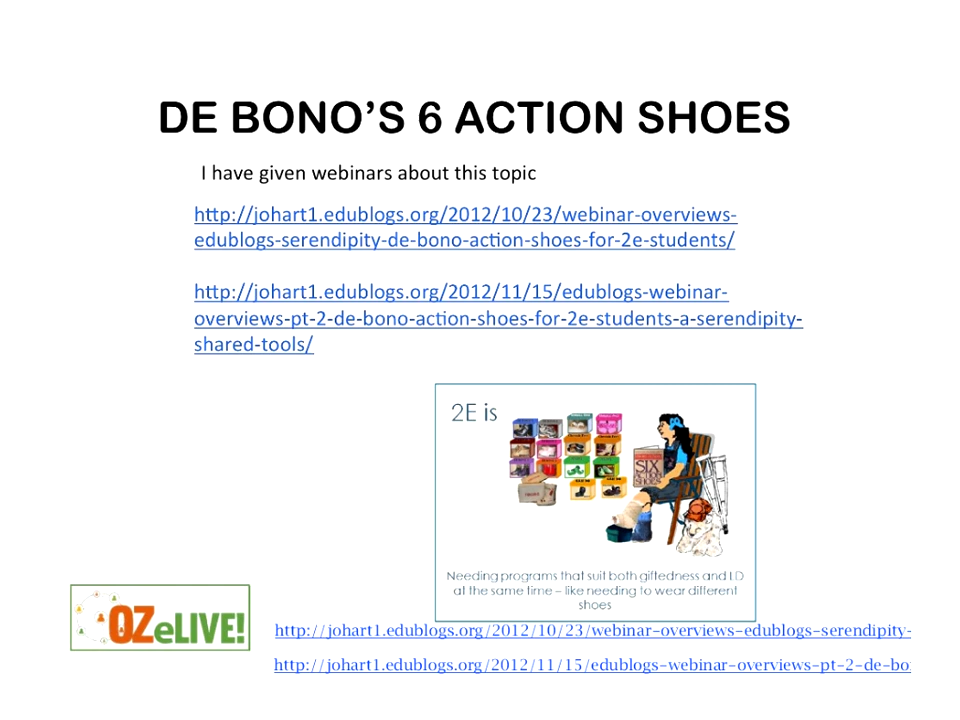 DE BONO’S 6 ACTION SHOES
I have given webinars about this topic
http://johart1.edublogs.org/2012/10/23/webinar-overviews-
edublogs-serendipity-de-bono-action-shoes-for-2e-students/
http://johart1.edublogs.org/2012/11/15/edublogs-webinar-
overviews-pt-2-de-bono-action-shoes-for-2e-students-a-serendipity-
shared-tools/
2E is
SIX
ACTION
SHOES
Needing programs that suit both giftedness and LD
at the same time – like needing to wear different
shoes
OZeLIVE!
http://johart1.edublogs.org/2012/10/23/webinar-overviews-edublogs-serendipity-
http://johart1.edublogs.org/2012/11/15/edublogs-webinar-overviews-pt-2-de-bo